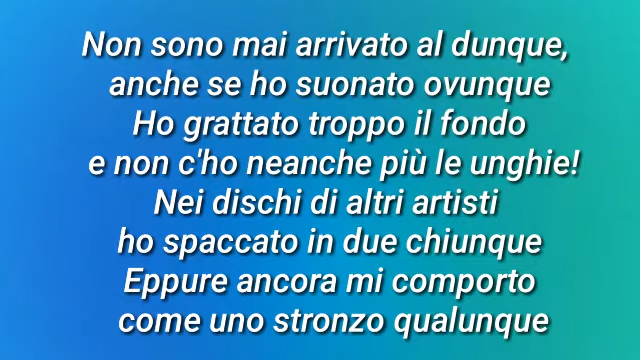 Non sono mai arrivato al dunque,
anche se ho suonato ovunque
Ho grattato troppo il fondo
e non c'ho neanche più le unghie!
Nei dischi di altri artisti
ho spaccato in due chiunque
Eppure ancora mi comporto
come uno stronzo qualunque